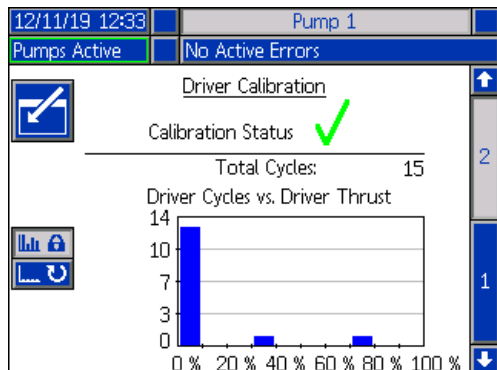 12/11/19 12:33 Pump 1
Pumps Active No Active Errors
Driver Calibration
Calibration Status
2
Total Cycles: 15
Driver Cycles vs. Driver Thrust
14
10
7
1
3
0
0 % 20 % 40 % 60 % 80 % 100 %